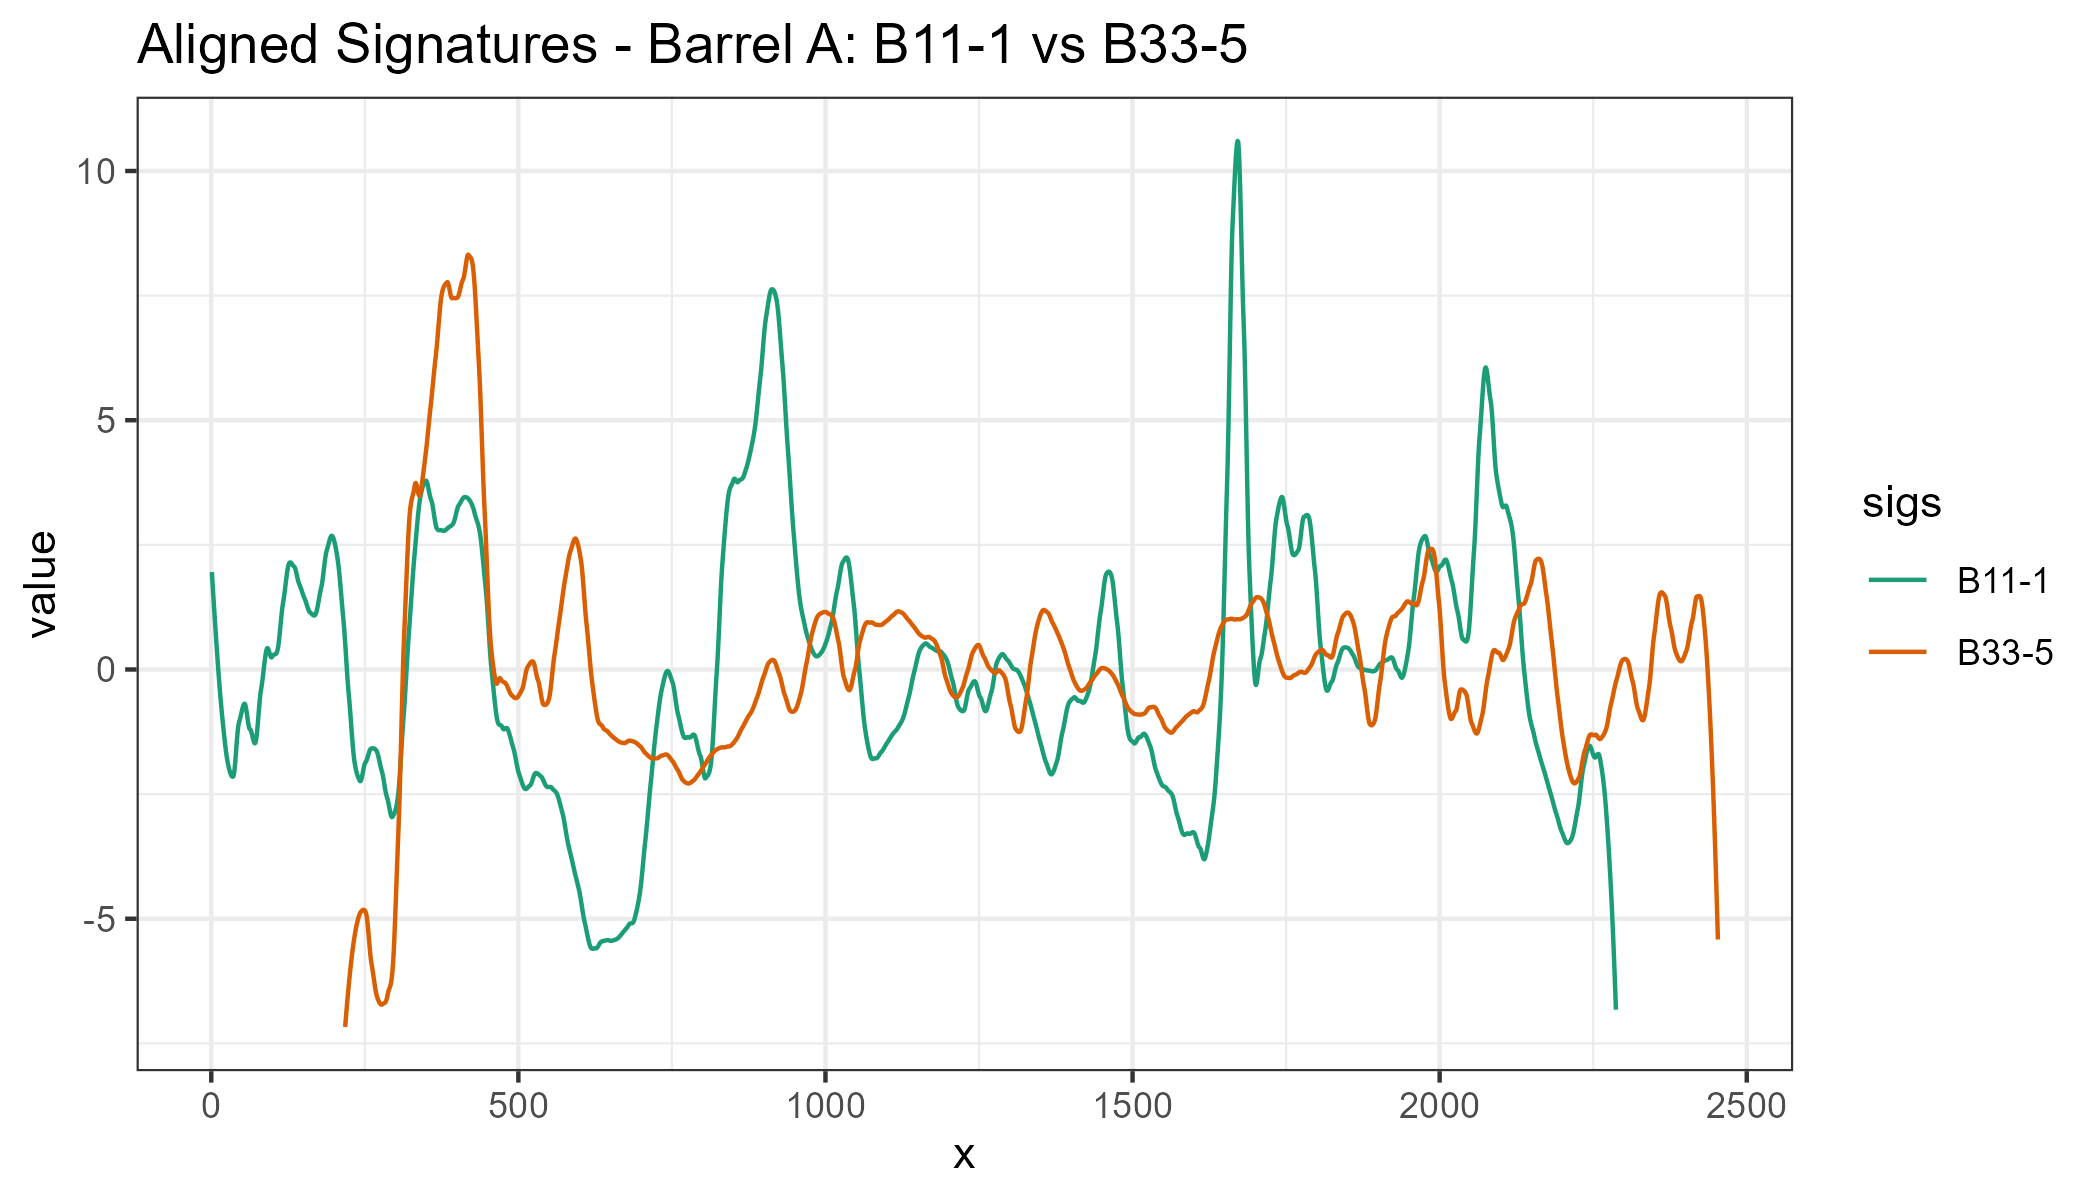 Aligned Signatures - Barrel A: B11-1 vs B33-5
value
10
5
0
-5
0 500 1000 1500 2000 2500
x
sigs
B11-1
B33-5